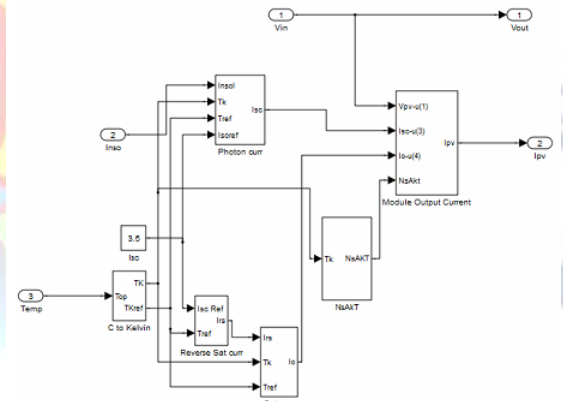 1
Vin
1
Vout
Insol
Tk
Tref
Isoref
Iso
Photon curr
2
Inso
Vpv-u(1)
Iso-u(3)
Io-u(4)
NsAkt
Ipv
Module Output Current
2
Ipv
3.5
Iso
Tk NsAKT
NsAkT
3
Temp
Top
TK
TKref
C to Kelvin
Isc Ref
Irs
Tref
Reverse Sat curr
Irs
Tk
Io
Tref